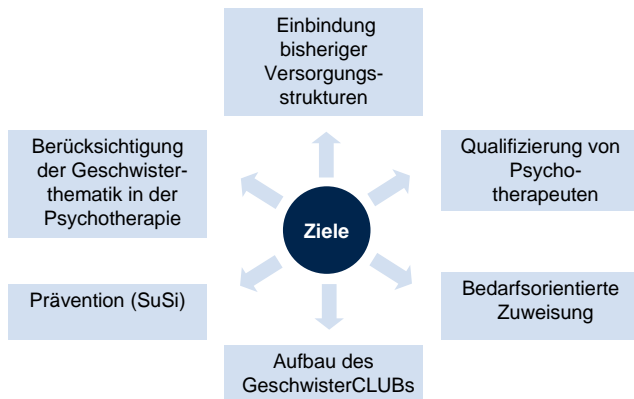 Einbindung
bisheriger
Versorgungs-
strukturen
Berücksichtigung
der Geschwister-
thematik in der
Psychotherapie
Qualifizierung von
Psycho-
therapeuten
Ziele
Prävention (SuSi)
Bedarfsorientierte
Zuweisung
Aufbau des
GeschwisterCLUBs